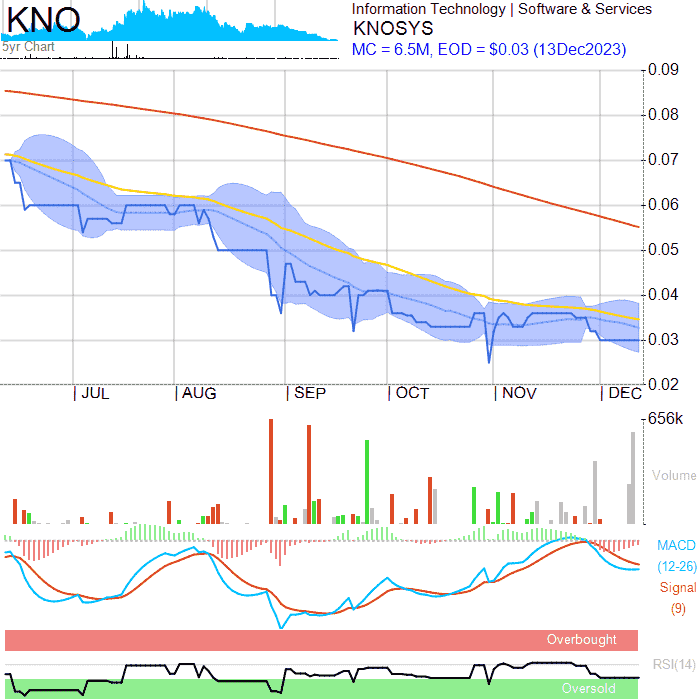 KNO
5yr Chart
Information Technology | Software & Services
KNOSYS
MC = 6.5M, EOD = $0.03 (13Dec2023)
0.09
0.08
0.07
0.06
0.05
0.04
0.03
0.02
| JUL | AUG | SEP | OCT | NOV | DEC
656k
Volume
MACD
(12-26)
Signal
(9)
Overbought
RSI(14)
Oversold